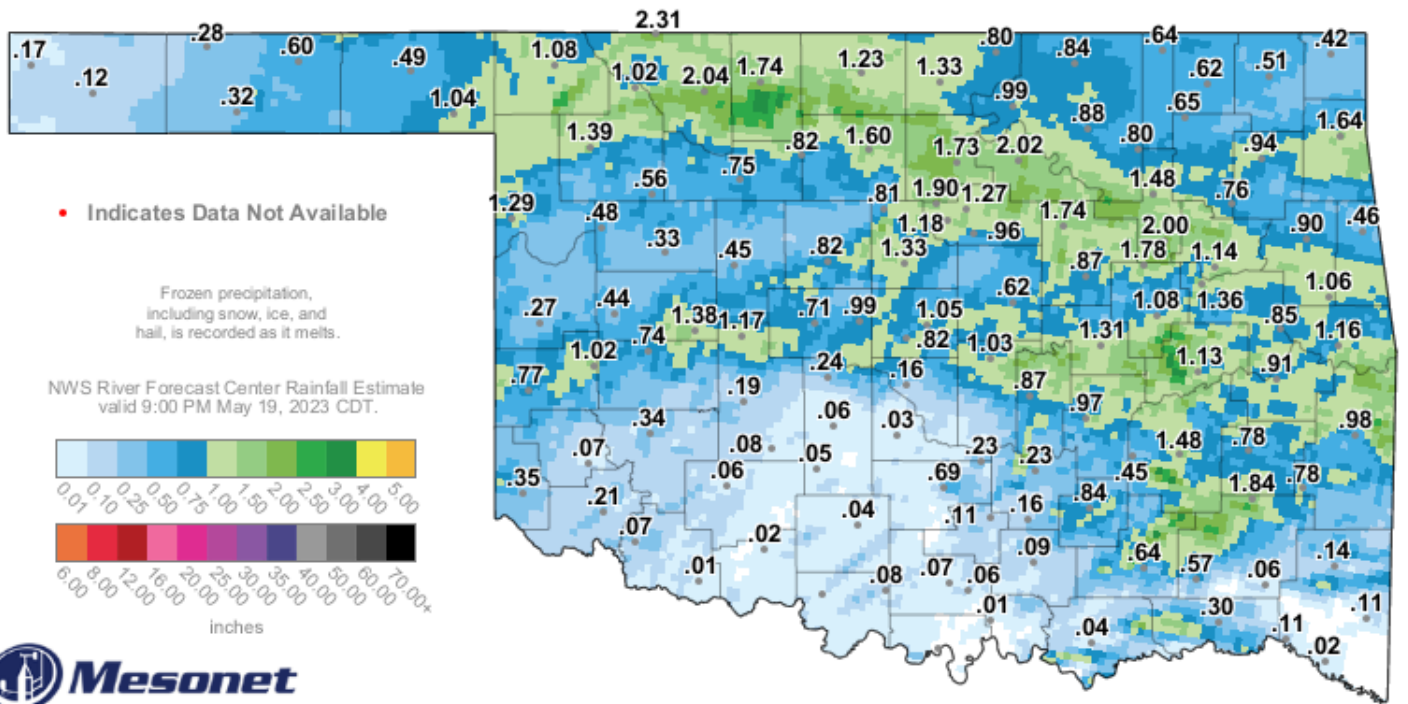 2.31
.17 .28 .60 .49 1.08 .80 .84 .64 .42
.12 .32 1.04 1.02 2.04 1.74 1.23 1.33 .99 .62 .51
.88 .65
1.39 .82 1.60 1.73 2.02 .80 .94 1.64
.56 .75 1.48 .76
1.29 .48 .81 1.90 1.27 1.74 2.00 .90 .46
.33 .45 .82 1.18 .96 1.78 1.14
1.33 .87
• Indicates Data Not Available
Frozen precipitation,
including snow, ice, and
hail, is recorded as it melts.
.27 .44 .62 1.08 1.36 1.06
1.38 1.17 .71 .99 1.05 .85
.74 .82 1.03 1.31 1.16
1.02 .24 .16 1.13 .91
.77 .19 .87
NWS River Forecast Center Rainfall Estimate
valid 9:00 PM May 19, 2023 CDT.
.34 .06 .03 .97 .98
.07 .08 .05 .23 .23 1.48 .78
.35 .06 .69 .45 .78
.21 .04 .11 .16 .84 1.84
.07 .02 .09 .64 .57 .14
.01 .08 .07 .06 .06
.01 .04 .30 .11 .11
.02
0.01 0.10 0.25 0.50 0.75 1.00 1.50 2.00 2.50 3.00 4.00 5.00
6.00 8.00 12.00 16.00 20.00 25.00 30.00 35.00 40.00 50.00 60.00 70.00+
inches
Mesonet